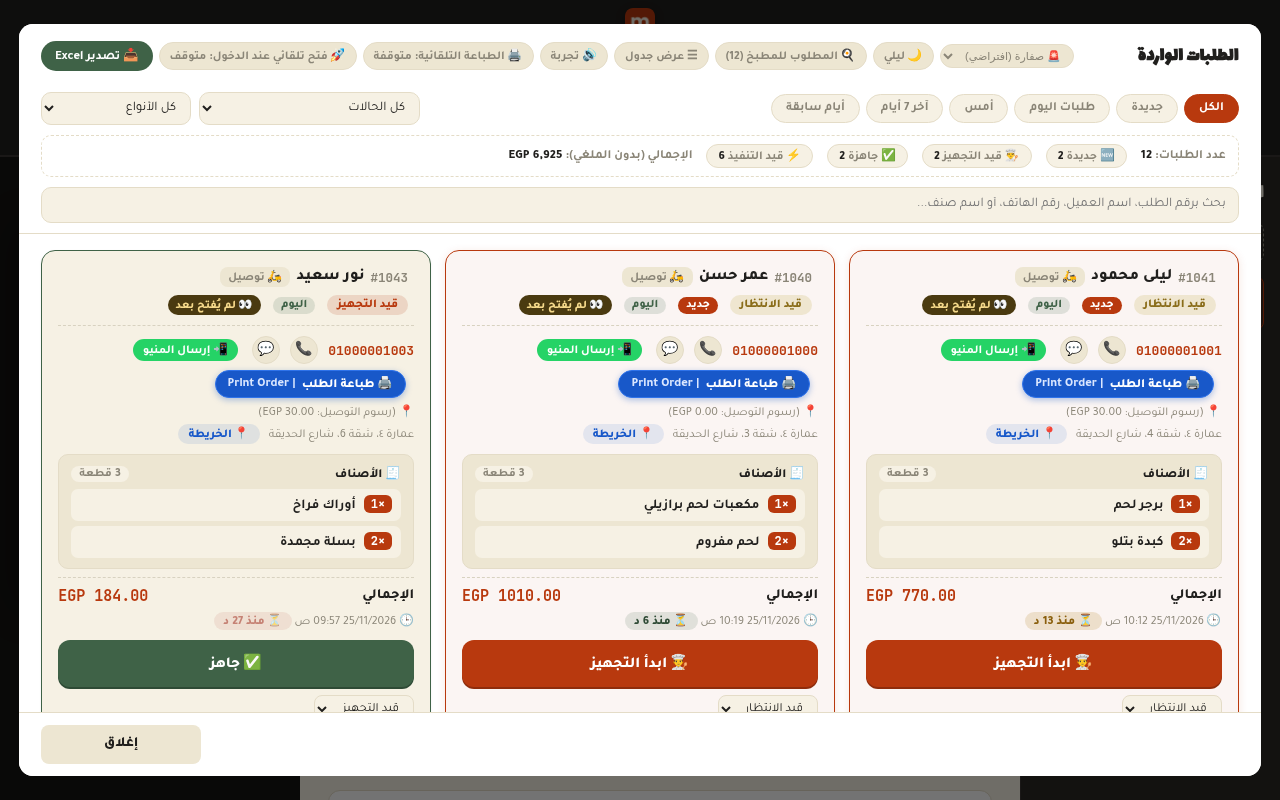 الطلبات الواردة
🚨 صفارة (افتراضي)
🌙 ليلي
🍳 المطلوب للمطبخ (12)
☰ عرض جدول
🔊 تجربة
🖨️ الطباعة التلقائية: متوقفة
🚀 فتح تلقائي عند الدخول: متوقف
📥 تصدير Excel
الكل
جديدة
طلبات اليوم
أمس
آخر 7 أيام
أيام سابقة
كل الحالات
كل الأنواع
عدد الطلبات: 12
🆕 جديدة 2
👨‍🍳 قيد التجهيز 2
✅ جاهزة 2
⚡ قيد التنفيذ 6
الإجمالي (بدون الملغي): EGP 6,925
بحث برقم الطلب، اسم العميل، رقم الهاتف، أو اسم صنف...
#1041 ليلى محمود 🛵 توصيل
قيد الانتظار جديد اليوم 👀 لم يُفتح بعد
01000001001 📞 💬 📲 إرسال المنيو
🖨️ طباعة الطلب | Print Order
📍 (رسوم التوصيل: EGP 30.00)
عمارة ٤، شقة 4، شارع الحديقة 📍 الخريطة
🧾 الأصناف 3 قطعة
1× برجر لحم
2× كبدة بتلو
الإجمالي EGP 770.00
🕒 25/11/2026 10:12 ص ⏳ منذ 13 د
👨‍🍳 ابدأ التجهيز
قيد الانتظار
#1040 عمر حسن 🛵 توصيل
قيد الانتظار جديد اليوم 👀 لم يُفتح بعد
01000001000 📞 💬 📲 إرسال المنيو
🖨️ طباعة الطلب | Print Order
📍 (رسوم التوصيل: EGP 0.00)
عمارة ٤، شقة 3، شارع الحديقة 📍 الخريطة
🧾 الأصناف 3 قطعة
1× مكعبات لحم برازيلي
2× لحم مفروم
الإجمالي EGP 1010.00
🕒 25/11/2026 10:19 ص ⏳ منذ 6 د
👨‍🍳 ابدأ التجهيز
قيد الانتظار
#1043 نور سعيد 🛵 توصيل
قيد التجهيز اليوم 👀 لم يُفتح بعد
01000001003 📞 💬 📲 إرسال المنيو
🖨️ طباعة الطلب | Print Order
📍 (رسوم التوصيل: EGP 30.00)
عمارة ٤، شقة 6، شارع الحديقة 📍 الخريطة
🧾 الأصناف 3 قطعة
1× أوراك فراخ
2× بسلة مجمدة
الإجمالي EGP 184.00
🕒 25/11/2026 09:57 ص ⏳ منذ 27 د
✅ جاهز
قيد التجهيز
إغلاق